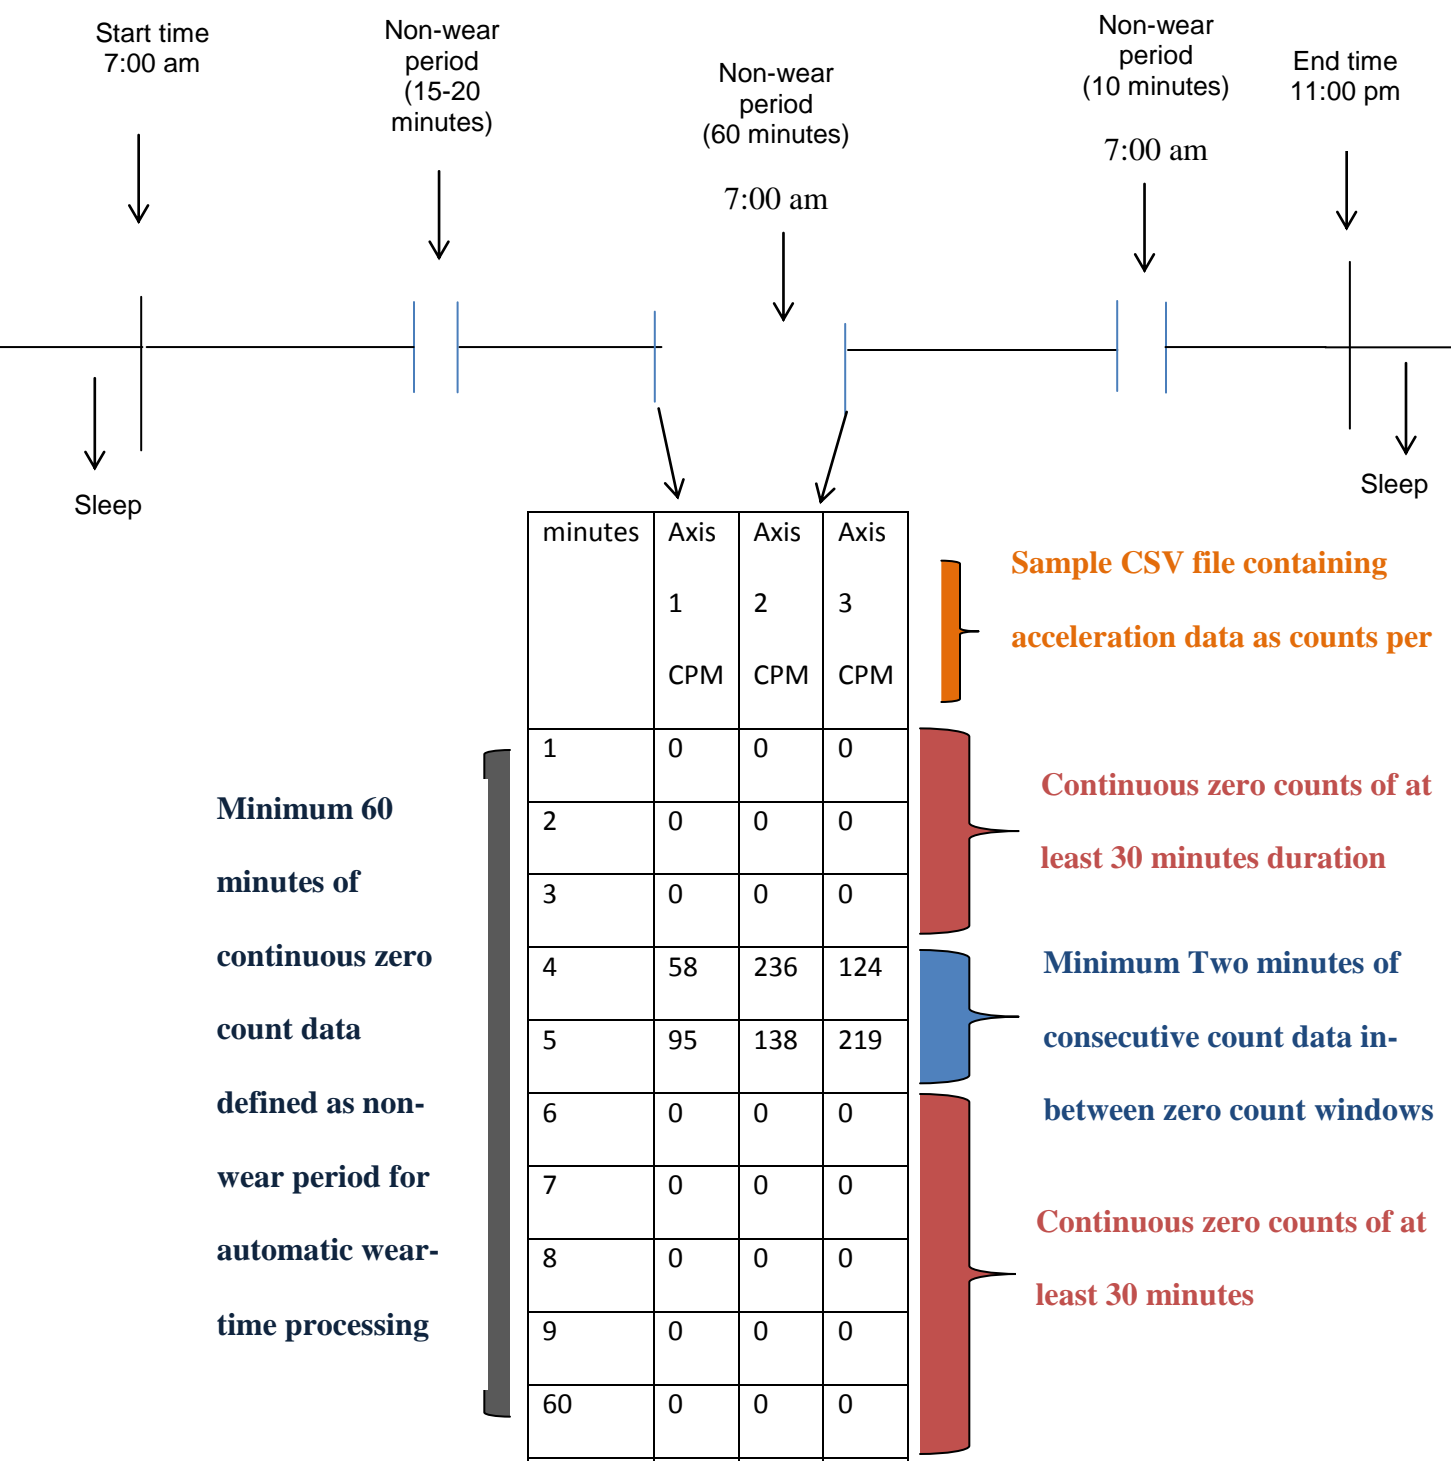 Start time
7:00 am
Non-wear
period
(15-20
minutes)
Non-wear
period
(60 minutes)
7:00 am
Non-wear
period
(10 minutes)
7:00 am
End time
11:00 pm
Sleep
Sleep
minutes Axis Axis Axis
1 2 3
CPM CPM CPM
1 0 0 0
2 0 0 0
3 0 0 0
4 58 236 124
5 95 138 219
6 0 0 0
7 0 0 0
8 0 0 0
9 0 0 0
60 0 0 0
Minimum 60
minutes of
continuous zero
count data
defined as non-
wear period for
automatic wear-
time processing
Sample CSV file containing
acceleration data as counts per
Continuous zero counts of at
least 30 minutes duration
Minimum Two minutes of
consecutive count data in-
between zero count windows
Continuous zero counts of at
least 30 minutes